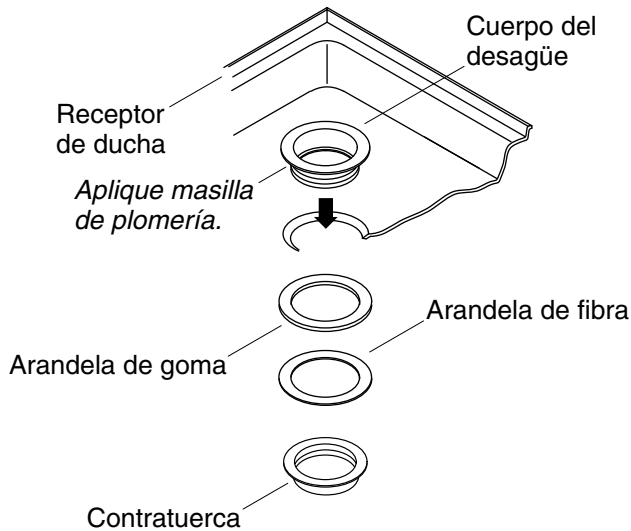 Cuerpo del
desagüe
Receptor
de ducha
Aplique masilla
de plomería.
Arandela de fibra
Arandela de goma
Contratuerca